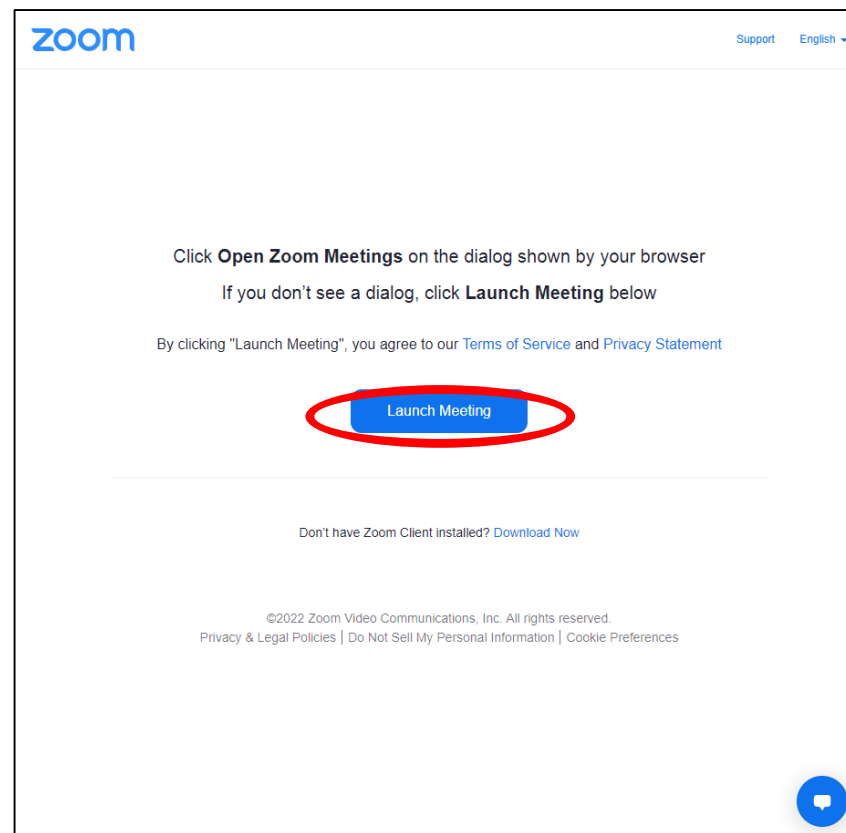 zoom
Support English
Click Open Zoom Meetings on the dialog shown by your browser
If you don't see a dialog, click Launch Meeting below
By clicking "Launch Meeting", you agree to our Terms of Service and Privacy Statement
Launch Meeting
Don't have Zoom Client installed? Download Now
©2022 Zoom Video Communications, Inc. All rights reserved.
Privacy & Legal Policies | Do Not Sell My Personal Information | Cookie Preferences